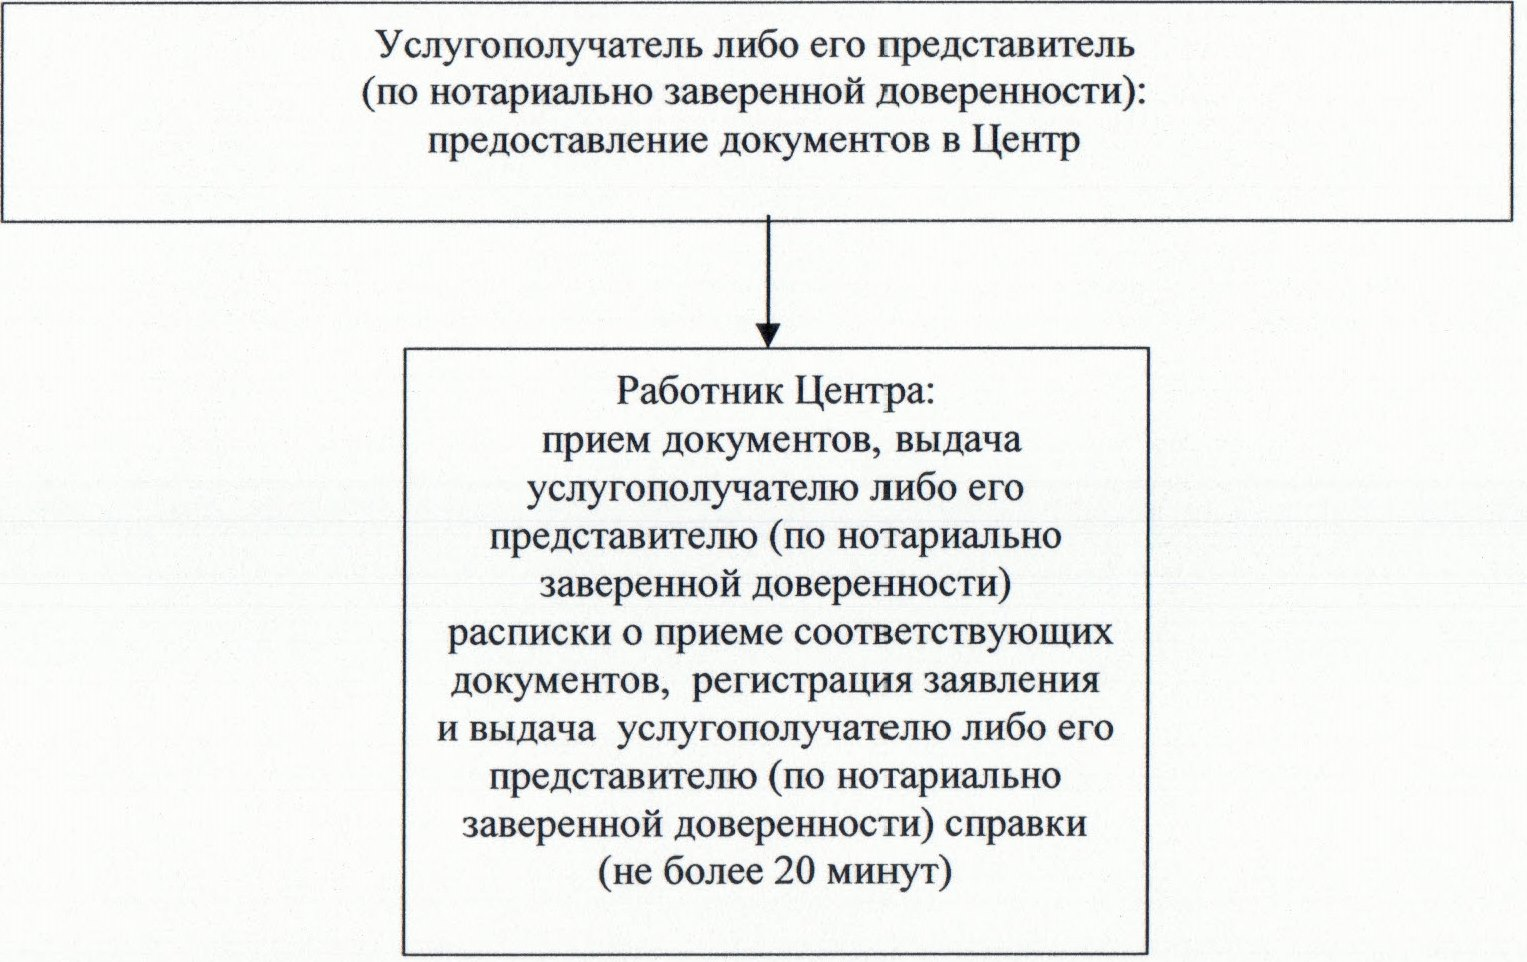 Услугополучатель либо его представитель
(по нотариально заверенной доверенности):
предоставление документов в Центр
Работник Центра:
прием документов, выдача
услугополучателю либо его
представителю (по нотариально
заверенной доверенности)
расписки о приеме соответствующих
документов, регистрация заявления
и выдача услугополучателю либо его
представителю (по нотариально
заверенной доверенности) справки
(не более 20 минут)